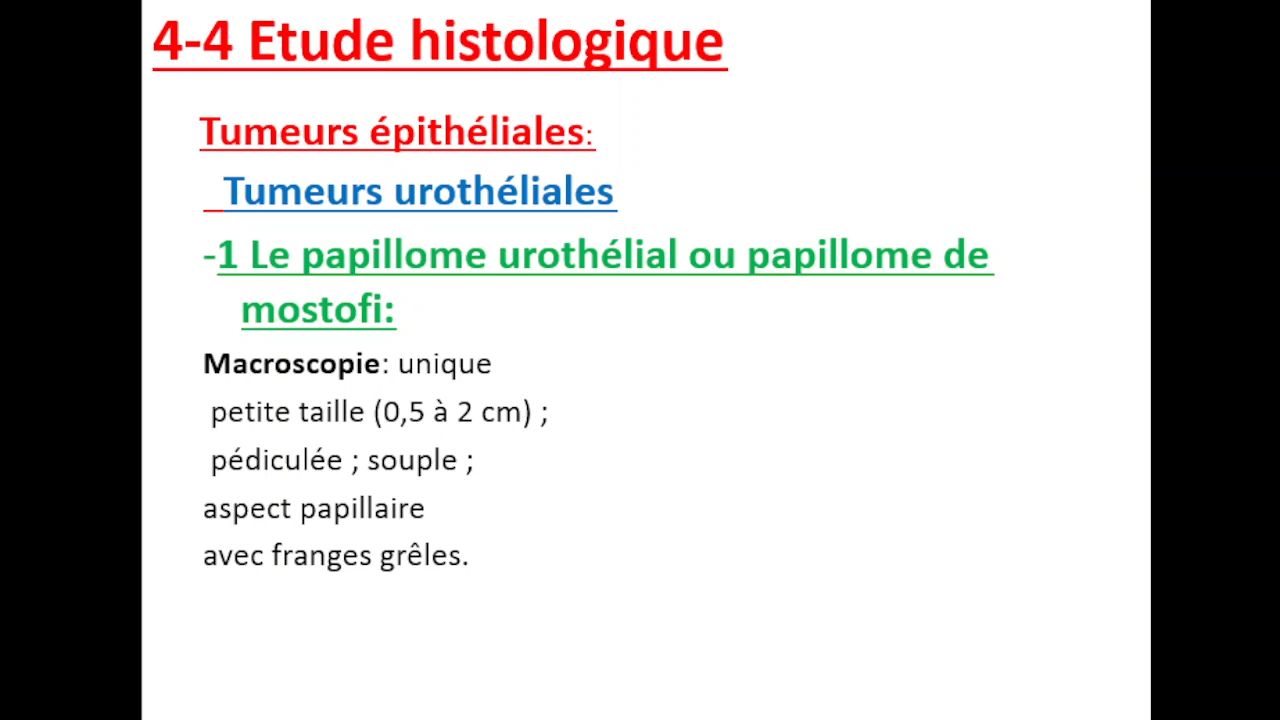 4-4 Etude histologique
Tumeurs épithéliales:
Tumeurs urothéliales
-1 Le papillome urothélial ou papillome de
mostofi:
Macroscopie: unique
petite taille (0,5 à 2 cm) ;
pédiculée ; souple ;
aspect papillaire
avec franges grêles.